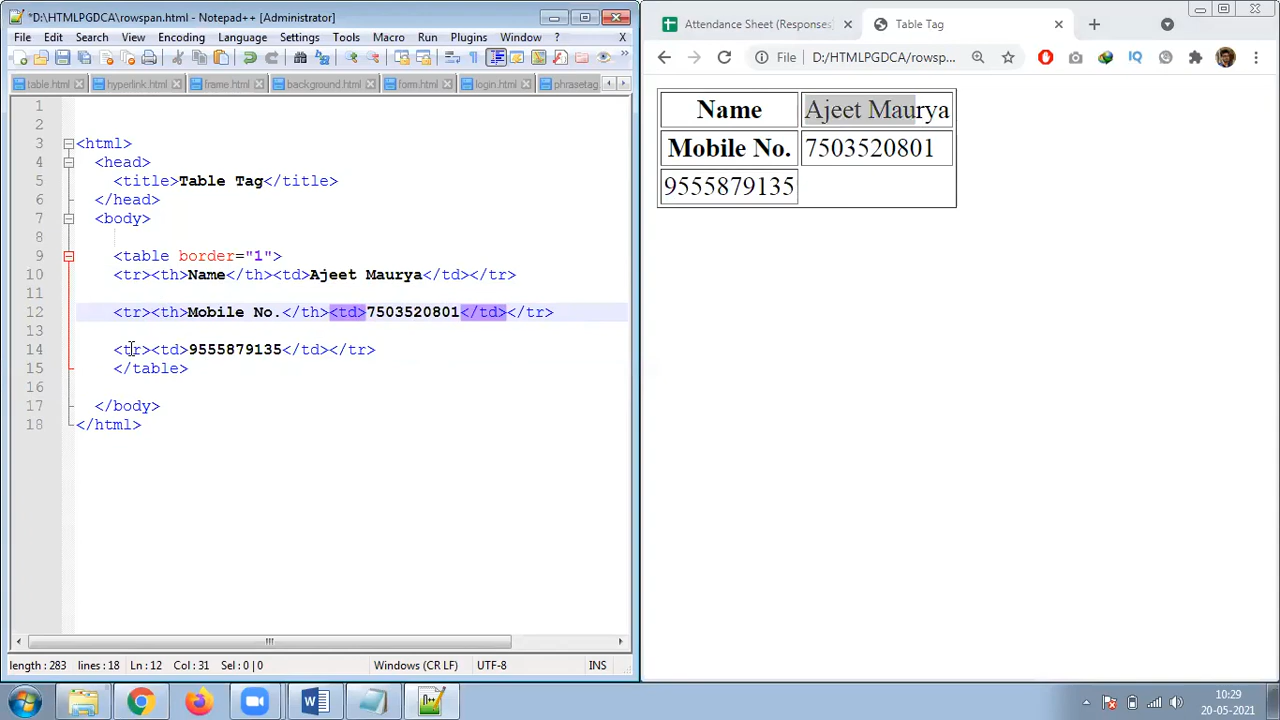 *D:\HTMLPGDCA\rowspan.html - Notepad++ [Administrator]
File Edit Search View Encoding Language Settings Tools Macro Run Plugins Window ? X
table.html hyperlink.html frame.html background.html form.html login.html phrasetag
1
2
3 <html>
4 <head>
5 <title>Table Tag</title>
6 </head>
7 <body>
8
9 <table border="1">
10 <tr><th>Name</th><td>Ajeet Maurya</td></tr>
11
12 <tr><th>Mobile No.</th><td>7503520801</td></tr>
13
14 <tr><td>9555879135</td></tr>
15 </table>
16
17 </body>
18 </html>
length : 283 lines : 18 Ln : 12 Col : 31 Sel : 0 | 0 Windows (CR LF) UTF-8 INS
Attendance Sheet (Responses) Table Tag
File D:/HTMLPGDCA/rowsp...
Name Ajeet Maurya
Mobile No. 7503520801
9555879135
10:29
20-05-2021